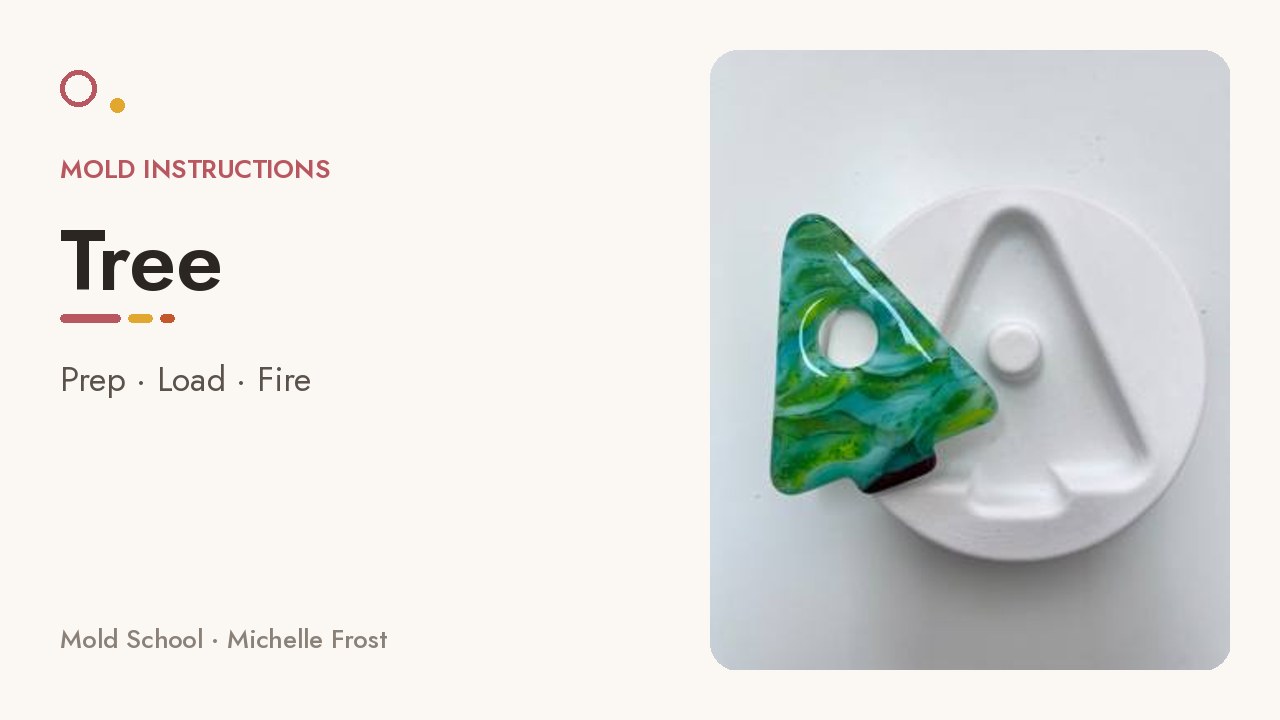 MOLD INSTRUCTIONS
Tree
Prep · Load · Fire
Mold School · Michelle Frost